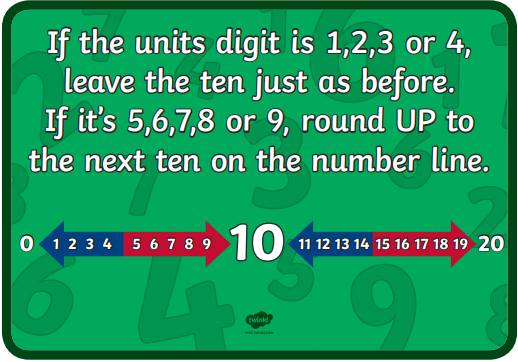 If the units digit is 1,2,3 or 4,
leave the ten just as before.
If it's 5,6,7,8 or 9, round UP to
the next ten on the number line.
0 1 2 3 4 5 6 7 8 9 10 11 12 13 14 15 16 17 18 19 20
twinkl